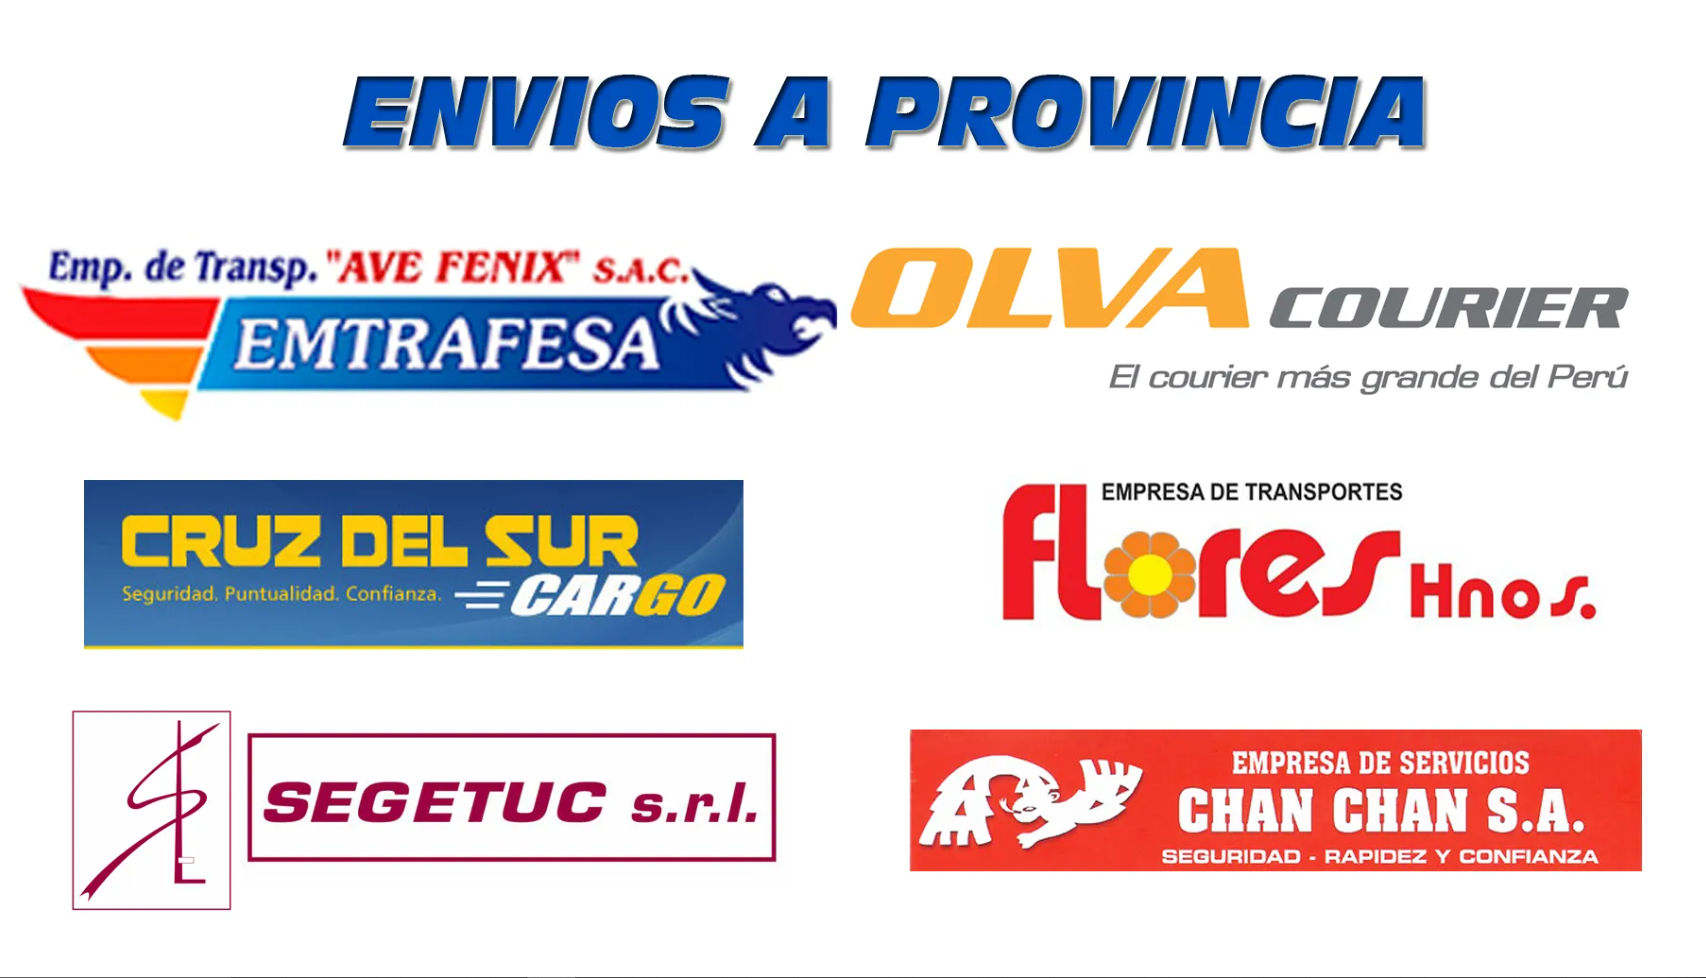 ENVIOS A PROVINCIA
Emp. de Transp. "AVE FENIX" S.A.C.
EMTRAFESA
OLVA COURIER
El courier más grande del Perú
CRUZ DEL SUR
Seguridad. Puntualidad. Confianza.
CARGO
EMPRESA DE TRANSPORTES
flores Hnos.
SEGETUC s.r.l.
EMPRESA DE SERVICIOS
CHAN CHAN S.A.
SEGURIDAD - RAPIDEZ Y CONFIANZA